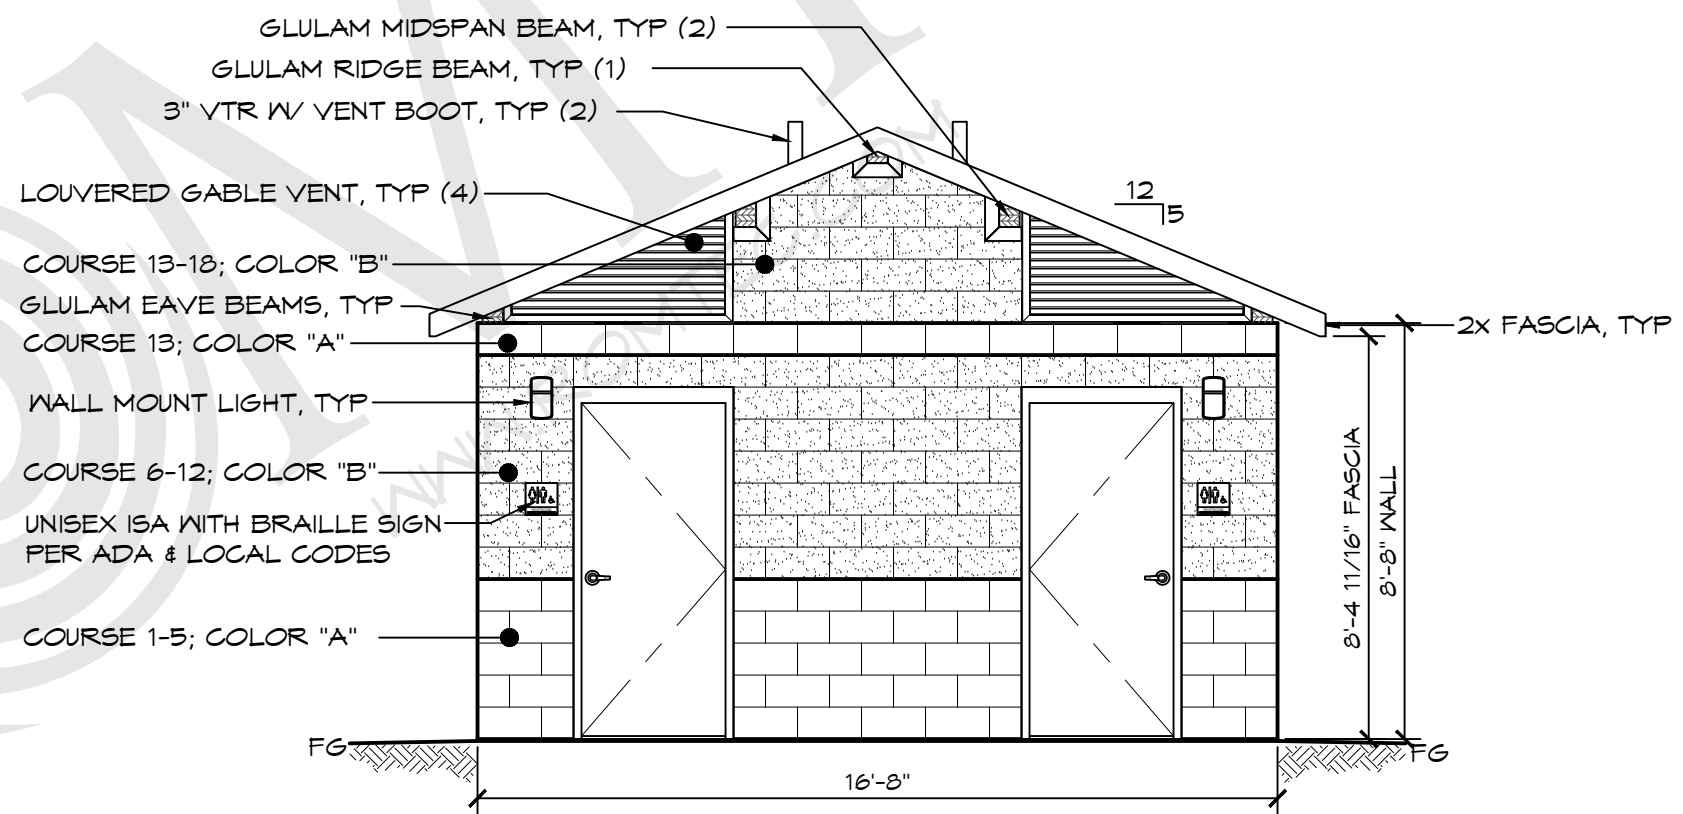 GLULAM MIDSPAN BEAM, TYP (2)
GLULAM RIDGE BEAM, TYP (1)
3" VTR W/ VENT BOOT, TYP (2)
LOUVERED GABLE VENT, TYP (4)
12
5
COURSE 13-18; COLOR "B"
GLULAM EAVE BEAMS, TYP
2x FASCIA, TYP
COURSE 13; COLOR "A"
WALL MOUNT LIGHT, TYP
COURSE 6-12; COLOR "B"
UNISEX ISA WITH BRAILLE SIGN
PER ADA & LOCAL CODES
COURSE 1-5; COLOR "A"
8'-4 11/16" FASCIA
8'-8" WALL
FG
FG
16'-8"